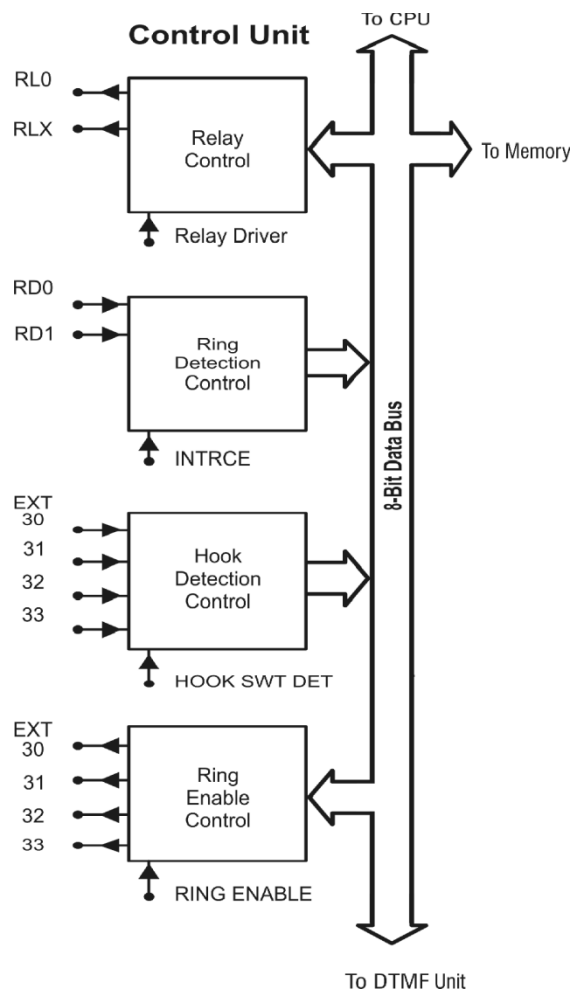 To CPU
Control Unit
RL0
RLX
Relay
Control
To Memory
Relay Driver
RD0
RD1
Ring
Detection
Control
INTRCE
8-Bit Data Bus
EXT
30
31
32
33
Hook
Detection
Control
HOOK SWT DET
EXT
30
31
32
33
Ring
Enable
Control
RING ENABLE
To DTMF Unit